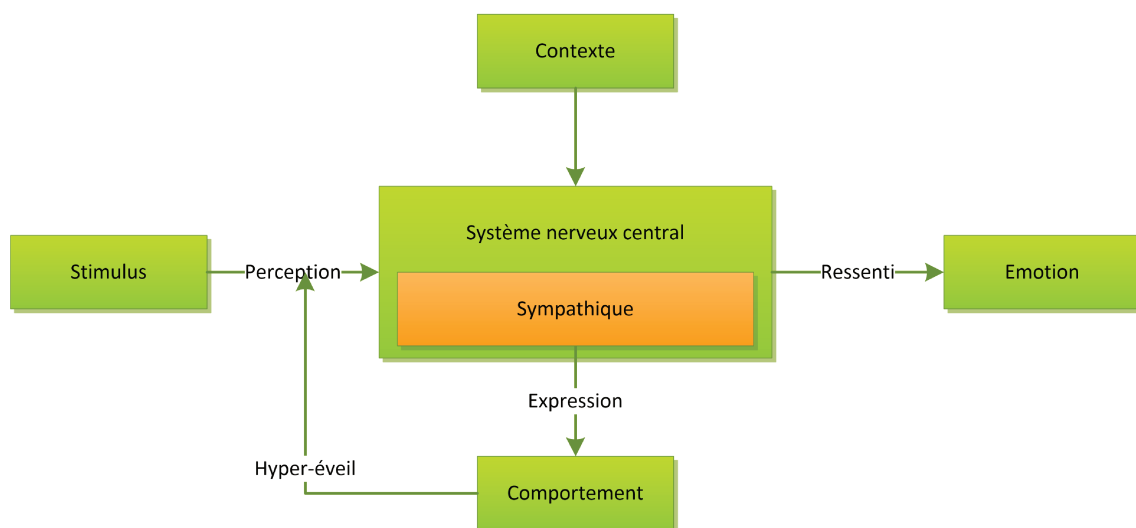 Contexte
Système nerveux central
Stimulus
Perception
Ressenti
Emotion
Sympathique
Expression
Hyper-éveil
Comportement